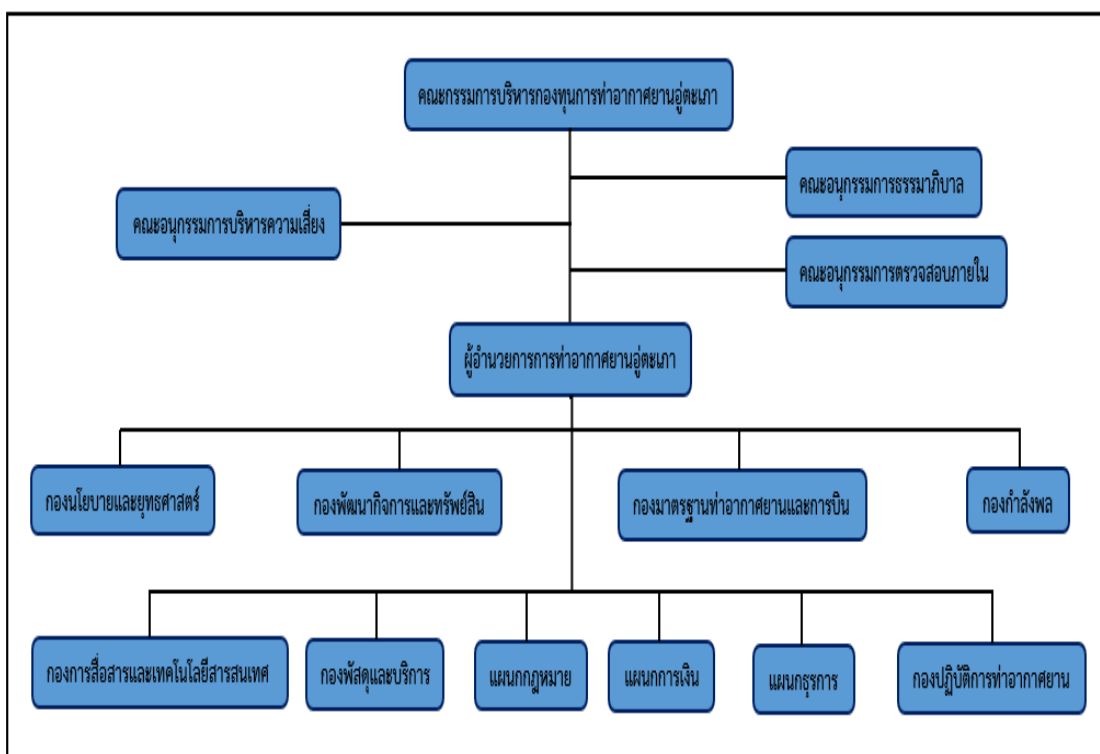 คณะกรรมการบริหารกองทุนการท่าอากาศยานอู่ตะเภา
คณะอนุกรรมการธรรมาภิบาล
คณะอนุกรรมการบริหารความเสี่ยง
คณะอนุกรรมการตรวจสอบภายใน
ผู้อำนวยการการท่าอากาศยานอู่ตะเภา
กองนโยบายและยุทธศาสตร์
กองพัฒนากิจการและทรัพย์สิน
กองมาตรฐานท่าอากาศยานและการบิน
กองกำลังพล
กองการสื่อสารและเทคโนโลยีสารสนเทศ
กองพัสดุและบริการ
แผนกกฎหมาย
แผนกการเงิน
แผนกธุรการ
กองปฏิบัติการท่าอากาศยาน